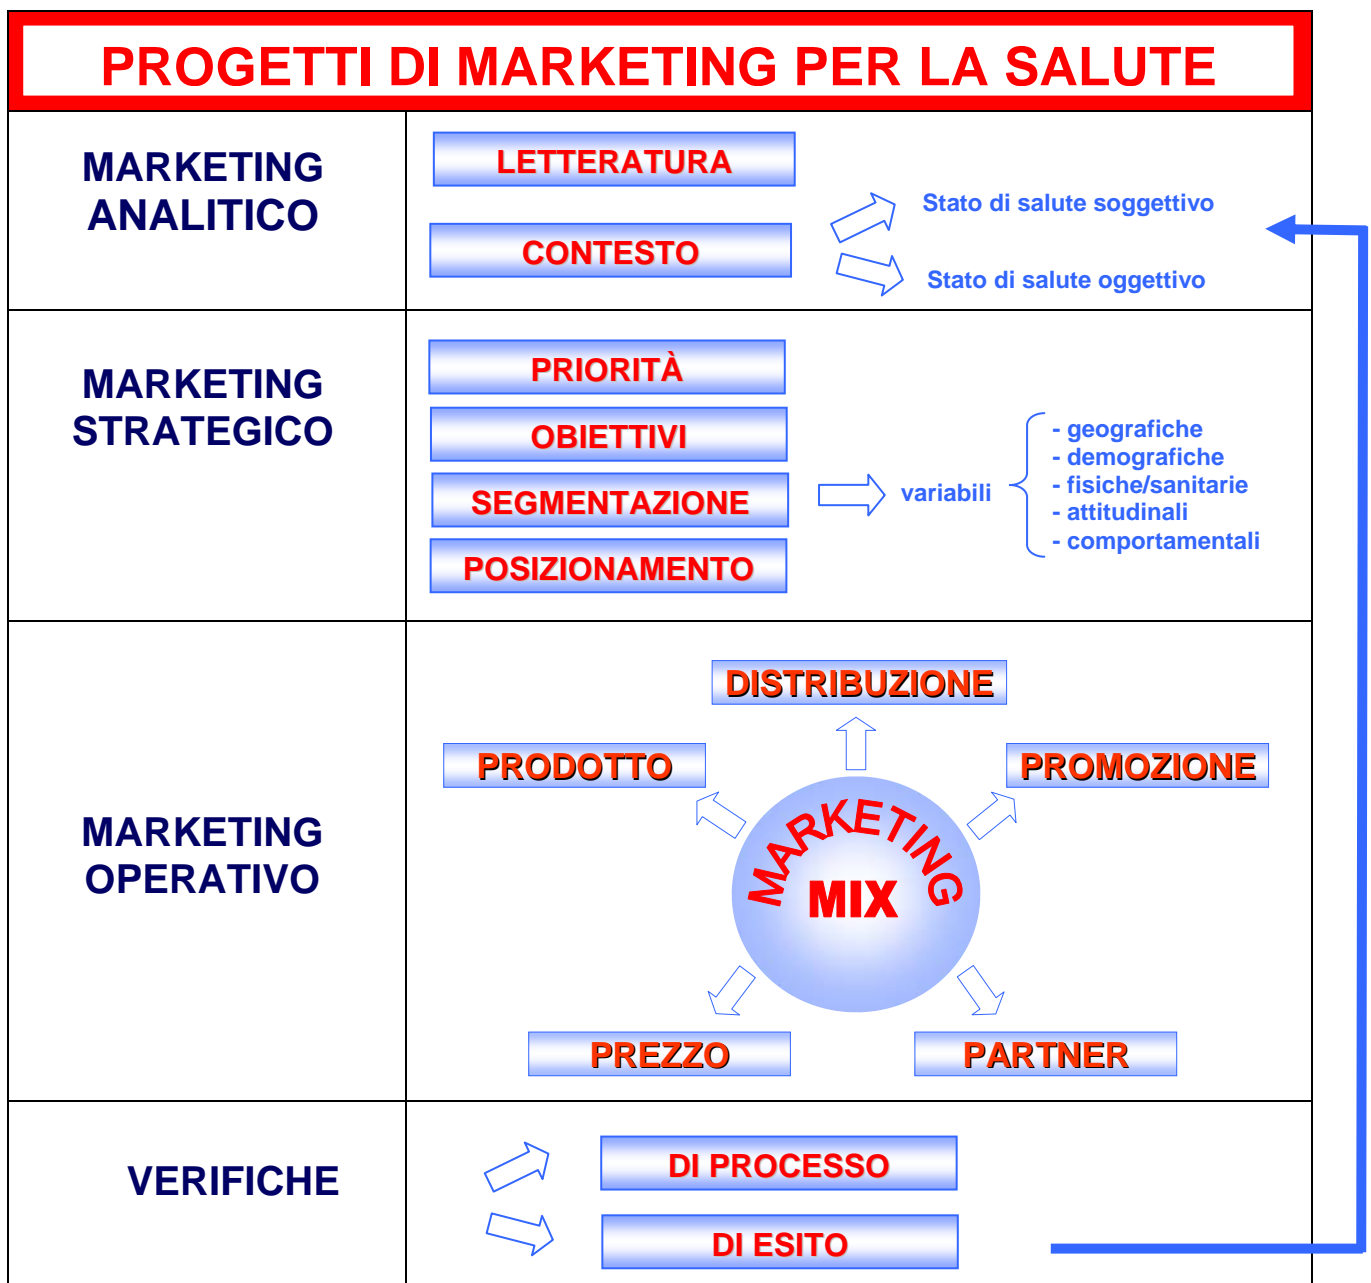 PROGETTI DI MARKETING PER LA SALUTE
MARKETING
ANALITICO
LETTERATURA
CONTESTO
Stato di salute soggettivo
Stato di salute oggettivo
MARKETING
STRATEGICO
PRIORITÀ
OBIETTIVI
SEGMENTAZIONE
POSIZIONAMENTO
variabili
- geografiche
- demografiche
- fisiche/sanitarie
- attitudinali
- comportamentali
MARKETING
OPERATIVO
DISTRIBUZIONE
PRODOTTO
PROMOZIONE
MARKETING
MIX
PREZZO
PARTNER
VERIFICHE
DI PROCESSO
DI ESITO